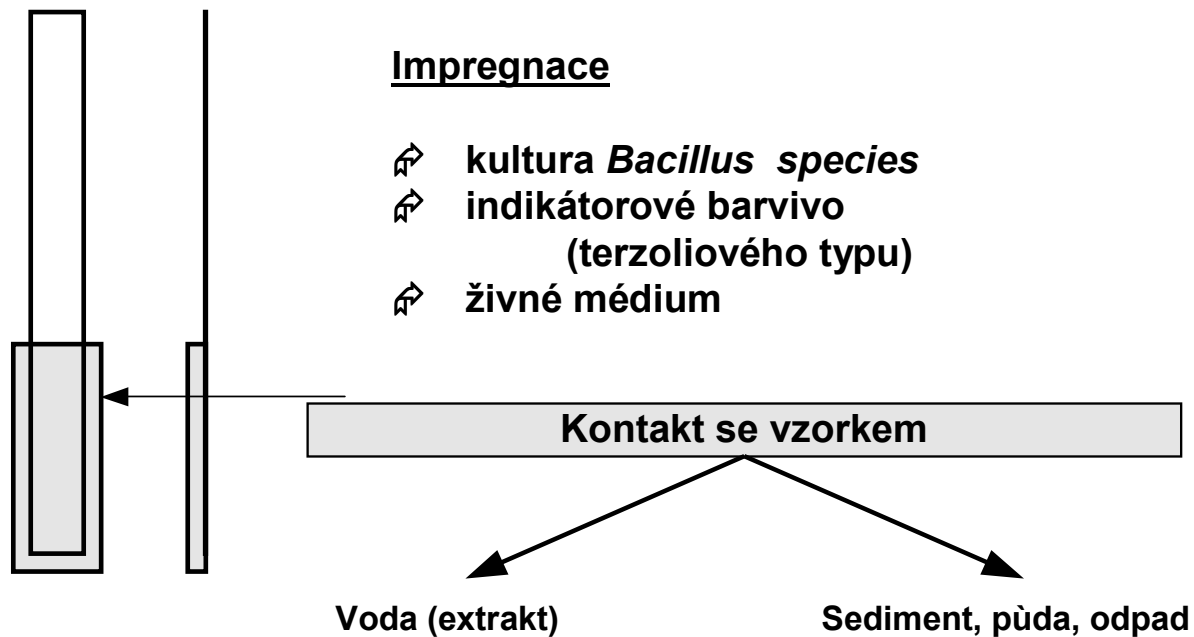 Impregnace
kultura Bacillus species
indikátorové barvivo
(terzoliového typu)
živné médium
Kontakt se vzorkem
Voda (extrakt)
Sediment, pùda, odpad